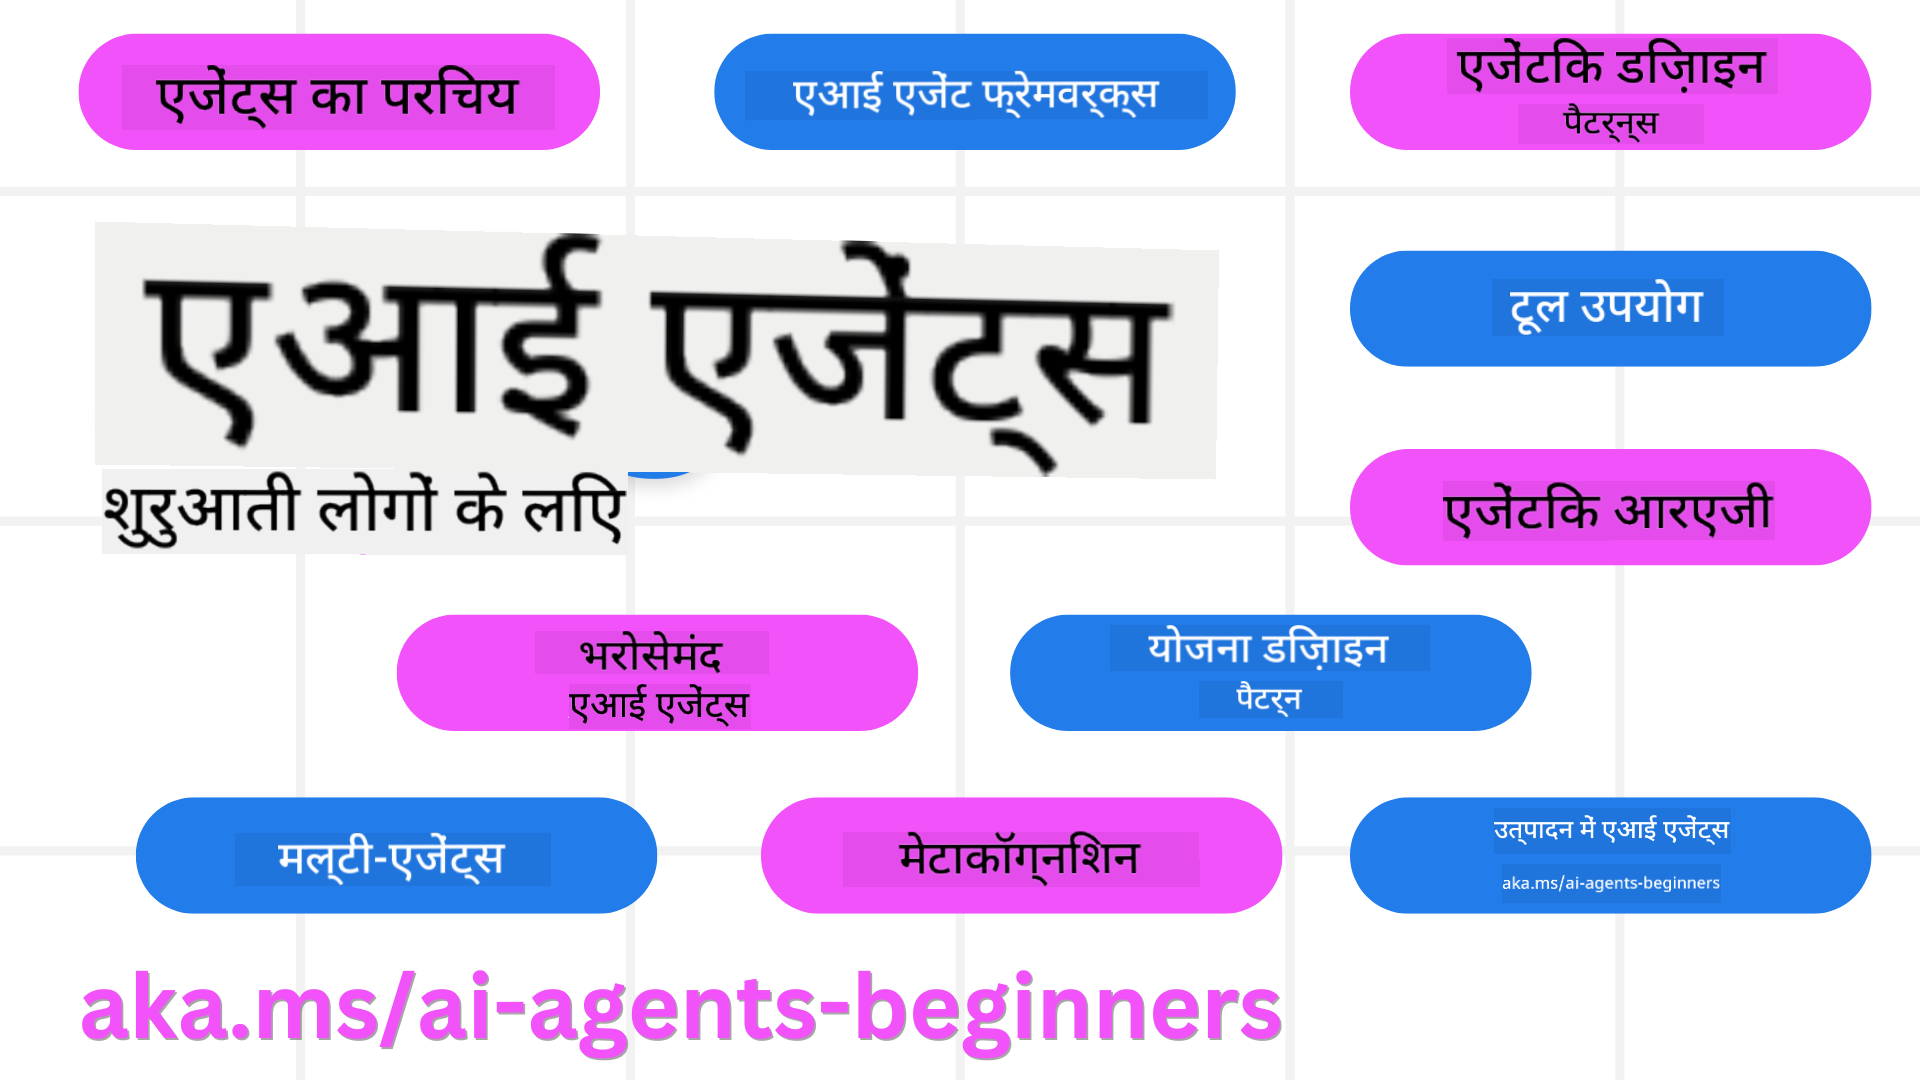 एजेंट्स का परिचय
एआई एजेंट फ्रेमवर्क्स
एजेंटिक डिज़ाइन
पैटर्न्स
एआई एजेंट्स
शुरुआती लोगों के लिए
टूल उपयोग
एजेंटिक आरएजी
भरोसेमंद
एआई एजेंट्स
योजना डिज़ाइन
पैटर्न
मल्टी-एजेंट्स
मेटाकॉग्निशन
उत्पादन में एआई एजेंट्स
aka.ms/ai-agents-beginners
aka.ms/ai-agents-beginners